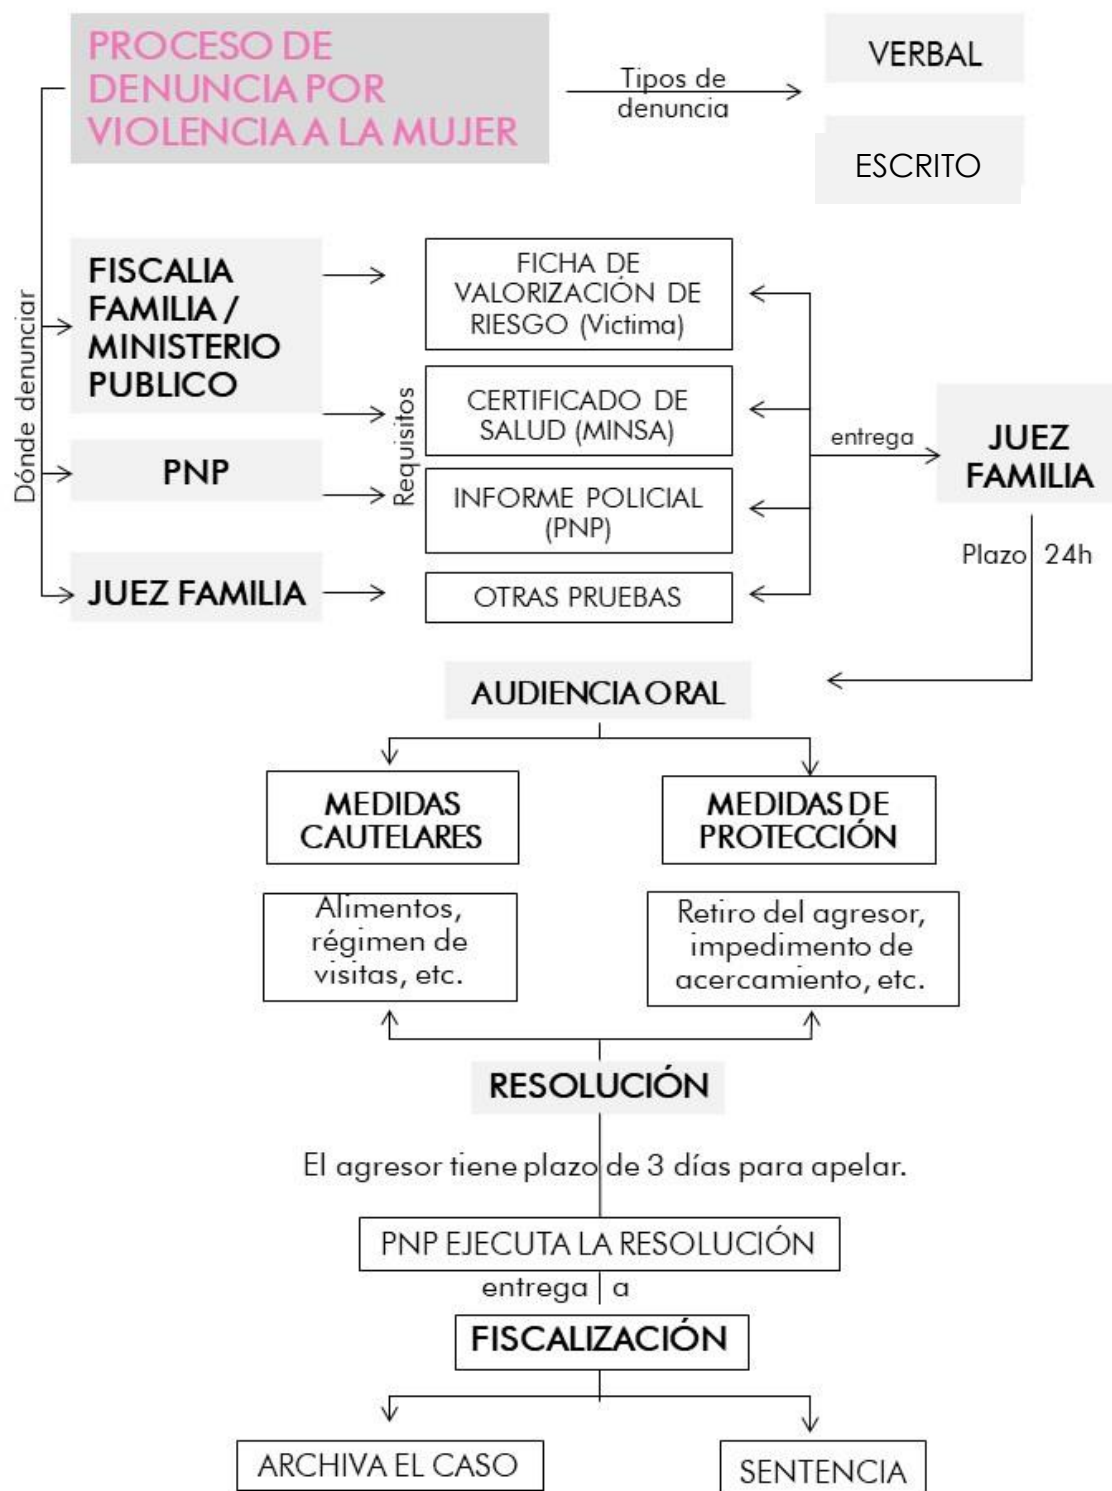 PROCESO DE
DENUNCIA POR
VIOLENCIA A LA MUJER
Tipos de
denuncia
VERBAL
ESCRITO
Dónde denunciar
FISCALIA
FAMILIA /
MINISTERIO
PUBLICO
PNP
JUEZ FAMILIA
Requisitos
FICHA DE
VALORIZACIÓN DE
RIESGO (Victima)
CERTIFICADO DE
SALUD (MINSA)
INFORME POLICIAL
(PNP)
OTRAS PRUEBAS
entrega
JUEZ
FAMILIA
Plazo 24h
AUDIENCIA ORAL
MEDIDAS
CAUTELARES
MEDIDAS DE
PROTECCIÓN
Alimentos,
régimen de
visitas, etc.
Retiro del agresor,
impedimento de
acercamiento, etc.
RESOLUCIÓN
El agresor tiene plazo de 3 días para apelar.
PNP EJECUTA LA RESOLUCIÓN
entrega a
FISCALIZACIÓN
ARCHIVA EL CASO
SENTENCIA